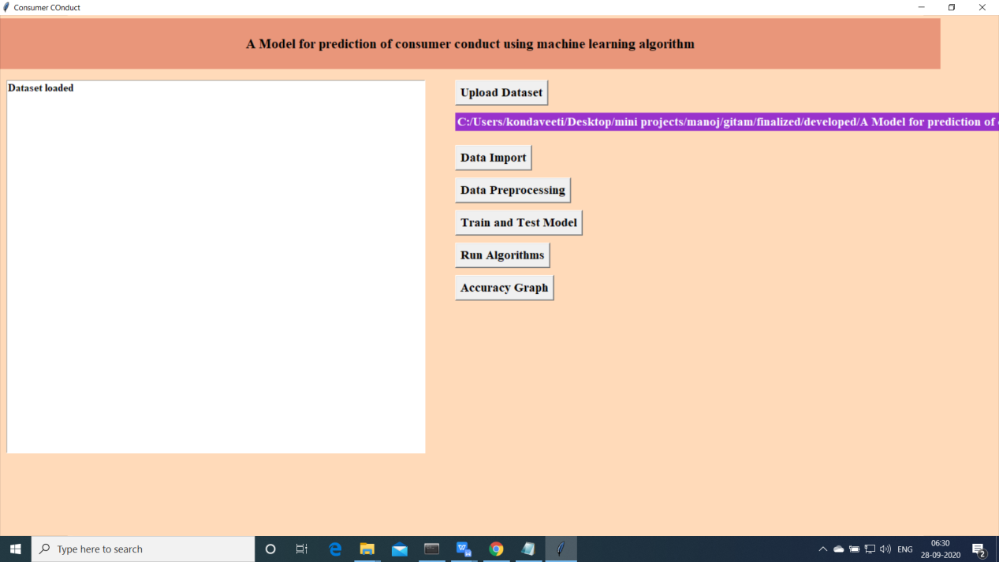 Consumer COnduct
A Model for prediction of consumer conduct using machine learning algorithm
Dataset loaded
Upload Dataset
C:/Users/kondaveeti/Desktop/mini projects/manoj/gitam/finalized/developed/A Model for prediction of
Data Import
Data Preprocessing
Train and Test Model
Run Algorithms
Accuracy Graph
Type here to search
ENG
06:30
28-09-2020
2